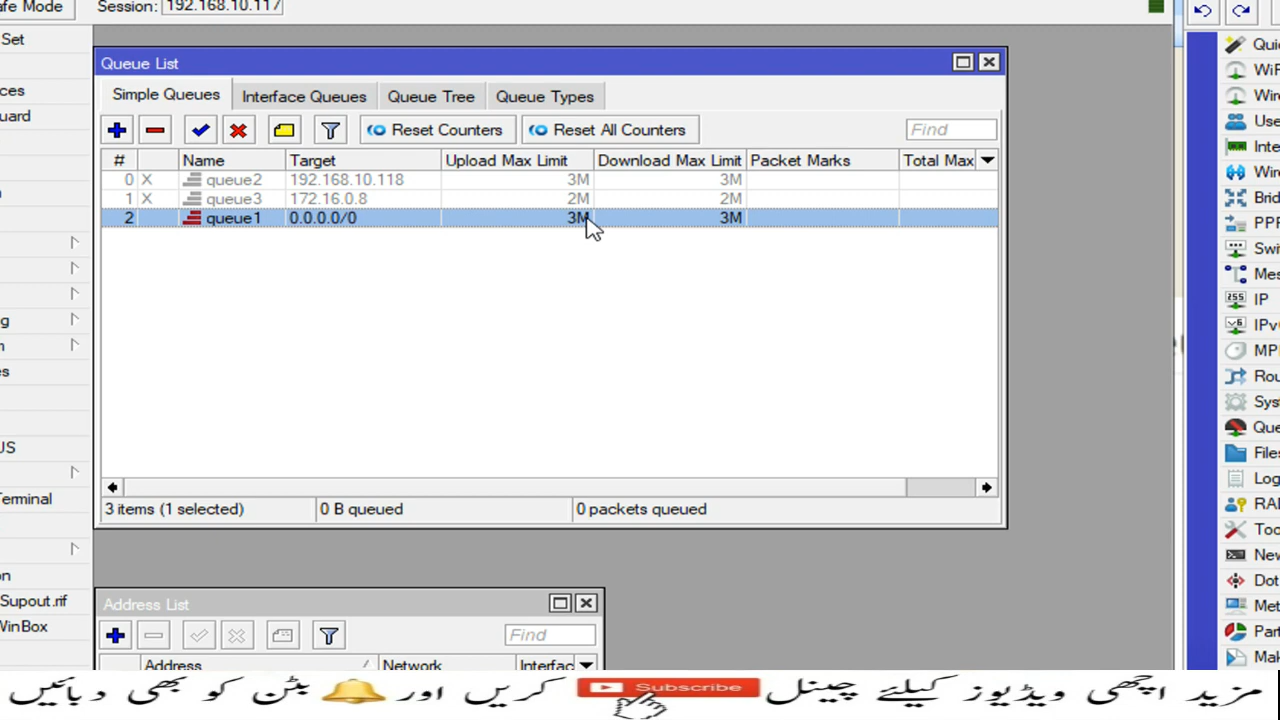 afe Mode Session: 192.168.10.117
Queue List
Simple Queues Interface Queues Queue Tree Queue Types
Reset Counters Reset All Counters Find
# Name Target Upload Max Limit Download Max Limit Packet Marks Total Max
0 X queue2 192.168.10.118 3M 3M
1 X queue3 172.16.0.8 2M 2M
2 queue1 0.0.0.0/0 3M 3M
3 items (1 selected) 0 B queued 0 packets queued
Address List
Find
Address Network Interfac
Set
ces
uard
g
m
es
US
Terminal
on
Supout.rif
WinBox
Quic
WiF
Wire
Use
Inte
Wire
Brid
PPP
Swi
Mes
255 IP
v6 IPv
MP
Rou
Sys
Que
Files
Log
RAD
Too
New
Dot
Met
Part
Mak
مزید اچھی ویڈیوز کیلئے چینل Subscribe کریں اور بٹن کو بھی دبائیں